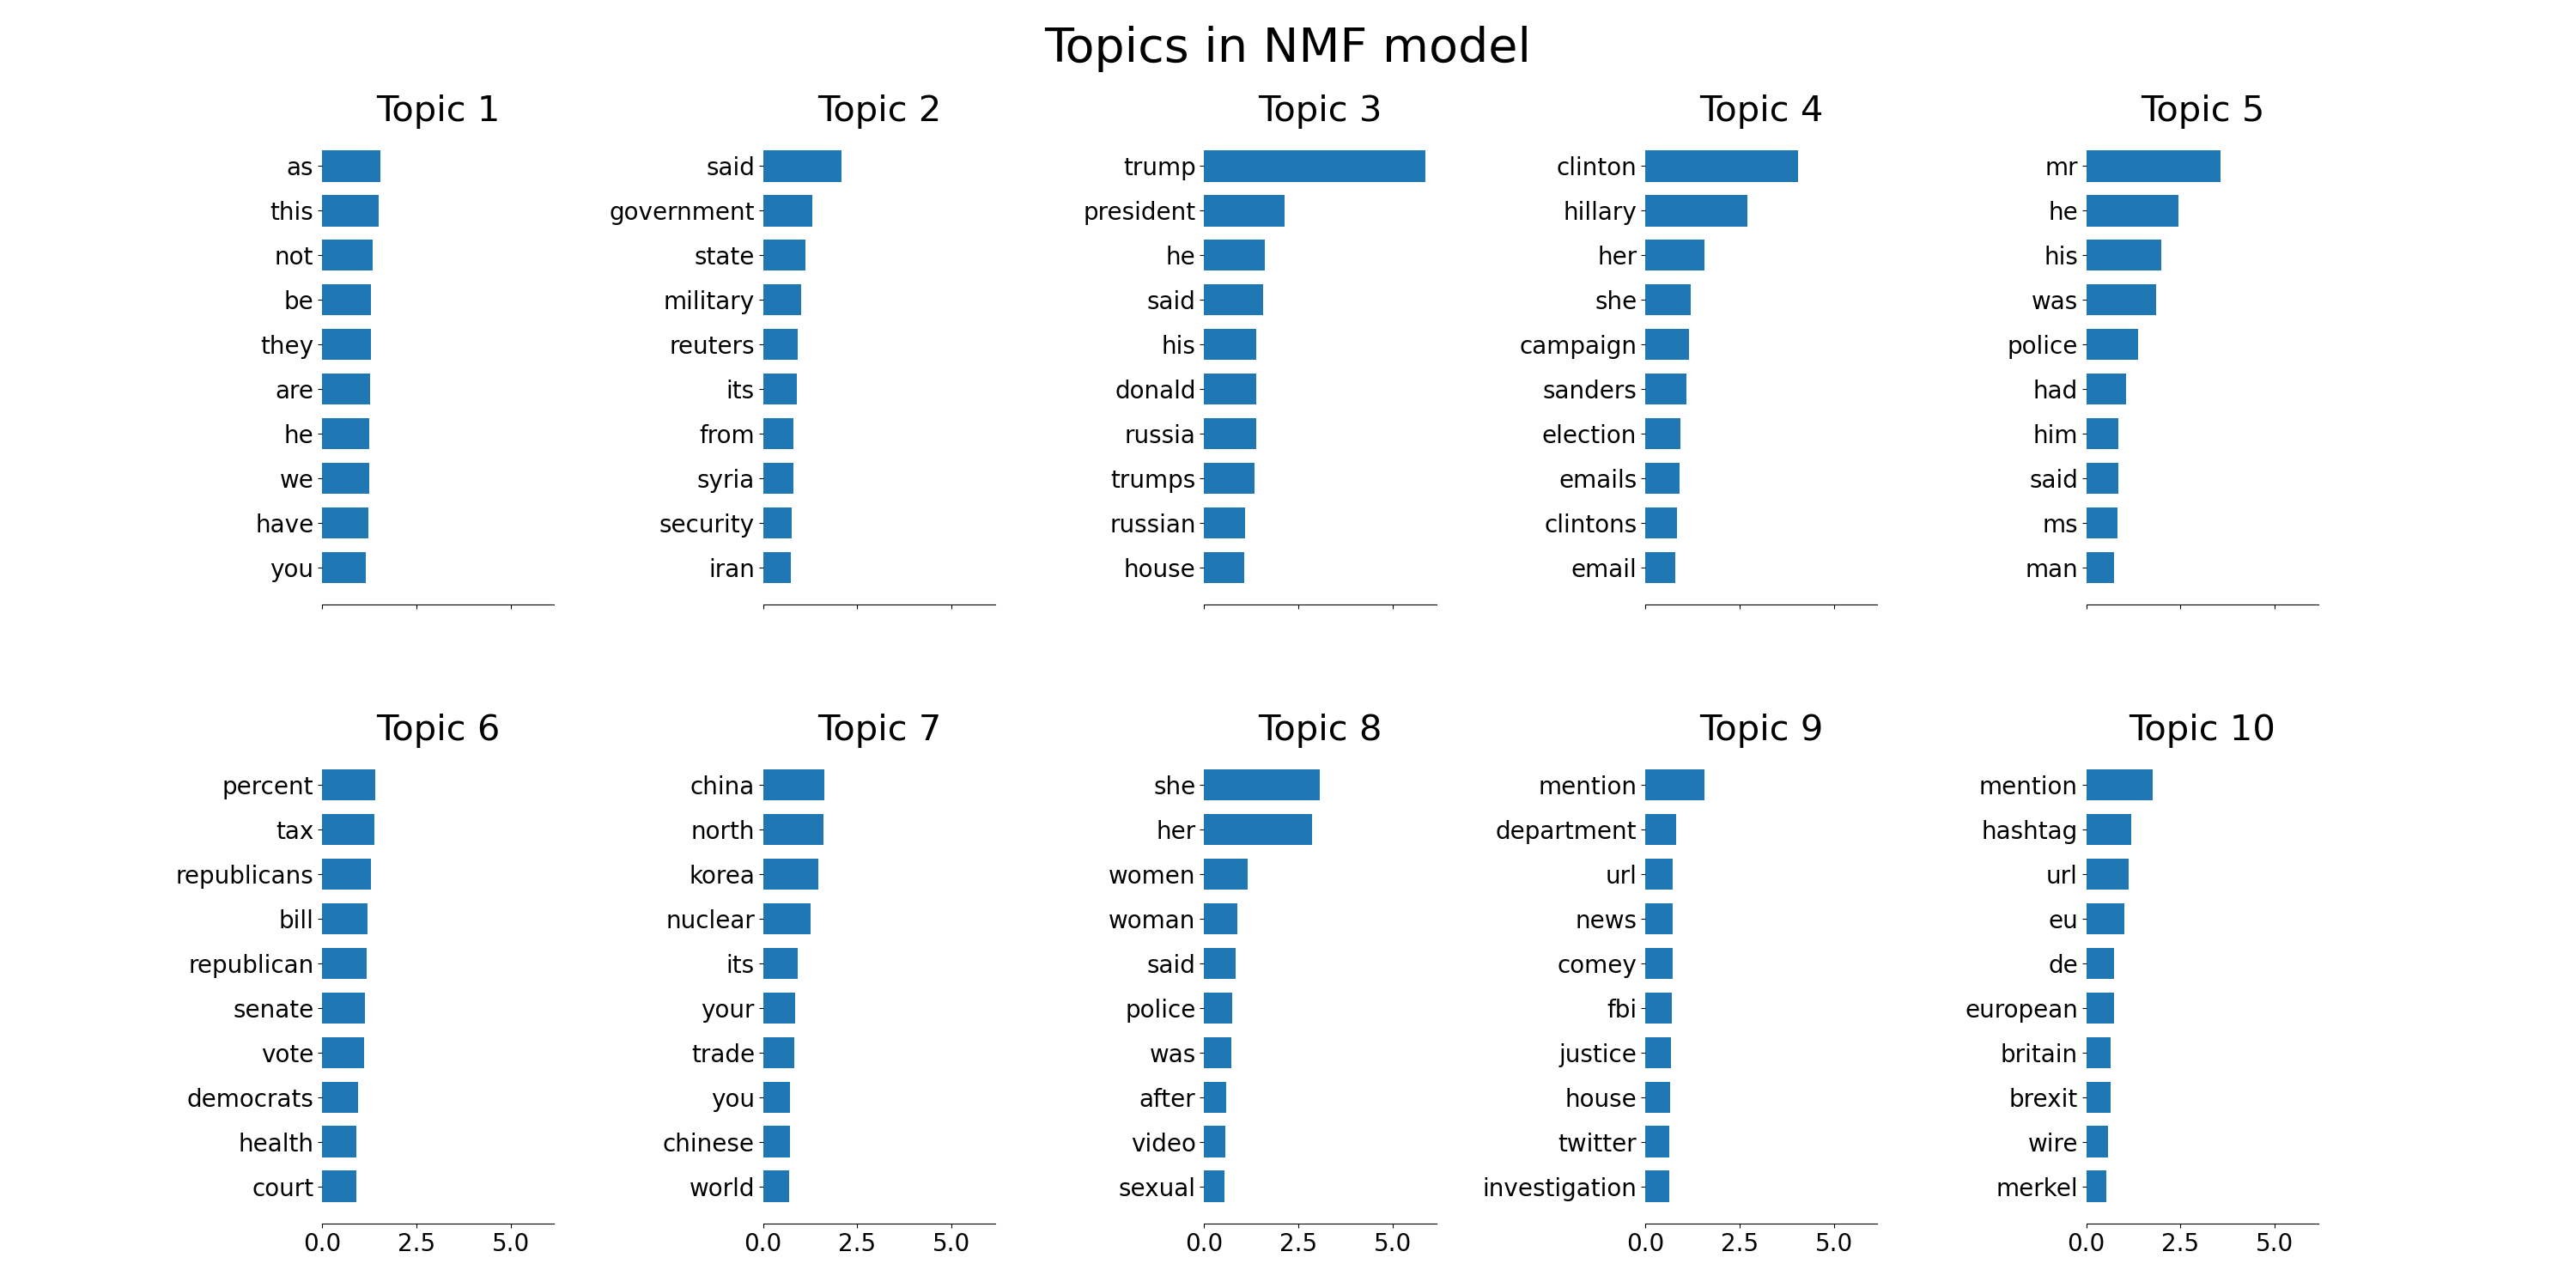 Topics in NMF model
Topic 1
as
this
not
be
they
are
he
we
have
you
Topic 2
said
government
state
military
reuters
its
from
syria
security
iran
Topic 3
trump
president
he
said
his
donald
russia
trumps
russian
house
Topic 4
clinton
hillary
her
she
campaign
sanders
election
emails
clintons
email
Topic 5
mr
he
his
was
police
had
him
said
ms
man
Topic 6
percent
tax
republicans
bill
republican
senate
vote
democrats
health
court
0.0 2.5 5.0
Topic 7
china
north
korea
nuclear
its
your
trade
you
chinese
world
0.0 2.5 5.0
Topic 8
she
her
women
woman
said
police
was
after
video
sexual
0.0 2.5 5.0
Topic 9
mention
department
url
news
comey
fbi
justice
house
twitter
investigation
0.0 2.5 5.0
Topic 10
mention
hashtag
url
eu
de
european
britain
brexit
wire
merkel
0.0 2.5 5.0